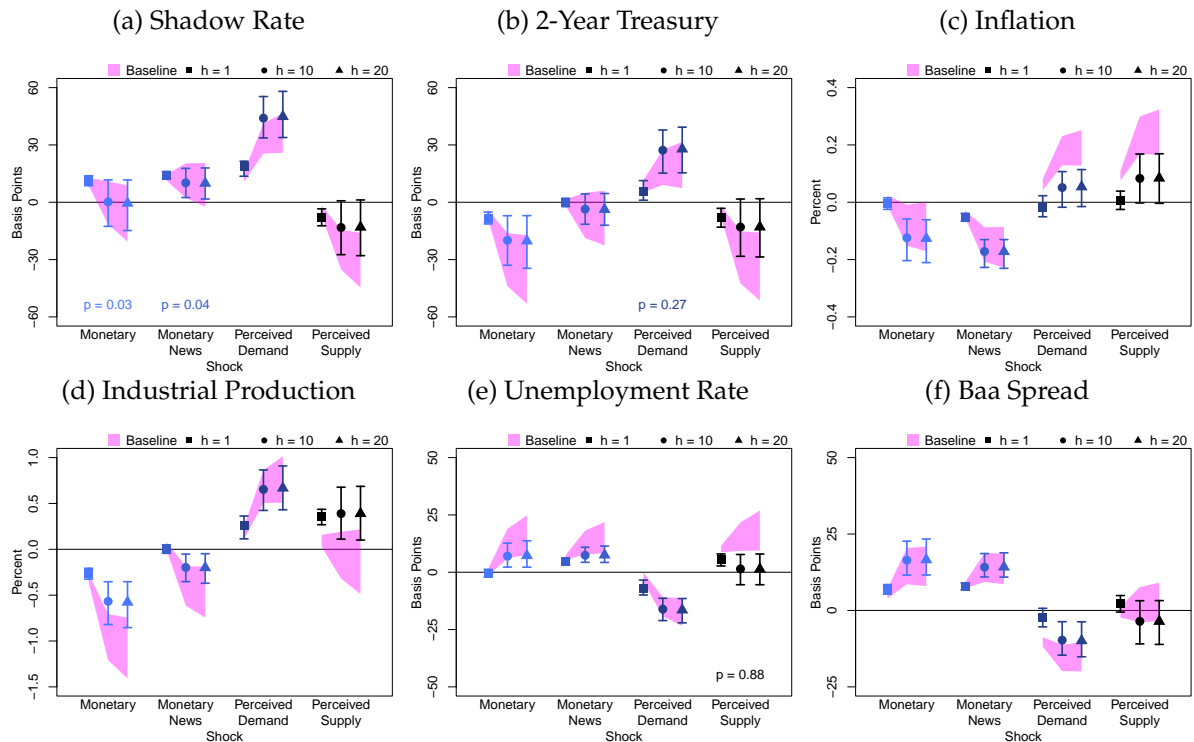 (a) Shadow Rate
Baseline h = 1 h = 10 h = 20
Basis Points
60
30
0
−30
−60
p = 0.03 p = 0.04
Monetary Monetary Perceived Perceived
News Demand Supply
Shock
(b) 2-Year Treasury
Baseline h = 1 h = 10 h = 20
Basis Points
60
30
0
−30
−60
p = 0.27
Monetary Monetary Perceived Perceived
News Demand Supply
Shock
(c) Inflation
Baseline h = 1 h = 10 h = 20
Percent
0.4
0.2
0.0
−0.2
−0.4
Monetary Monetary Perceived Perceived
News Demand Supply
Shock
(d) Industrial Production
Baseline h = 1 h = 10 h = 20
Percent
1.0
0.5
0.0
−0.5
−1.0
−1.5
Monetary Monetary Perceived Perceived
News Demand Supply
Shock
(e) Unemployment Rate
Baseline h = 1 h = 10 h = 20
Basis Points
50
25
0
−25
−50
p = 0.88
Monetary Monetary Perceived Perceived
News Demand Supply
Shock
(f) Baa Spread
Baseline h = 1 h = 10 h = 20
Basis Points
50
25
0
−25
Monetary Monetary Perceived Perceived
News Demand Supply
Shock